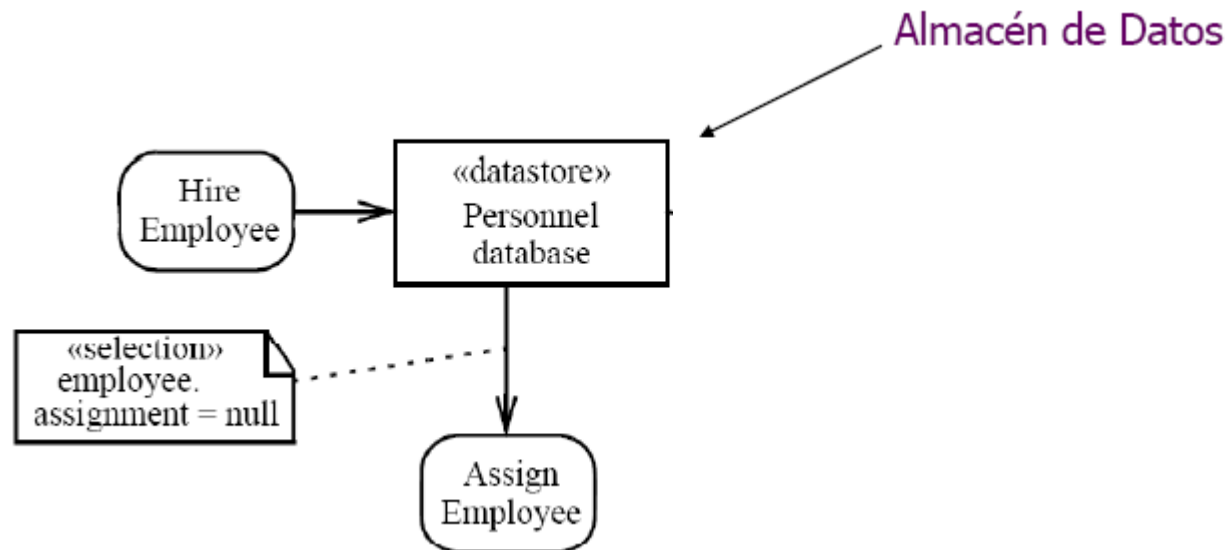 Almacén de Datos
Hire
Employee
«datastore»
Personnel
database
«selection»
employee.
assignment = null
Assign
Employee